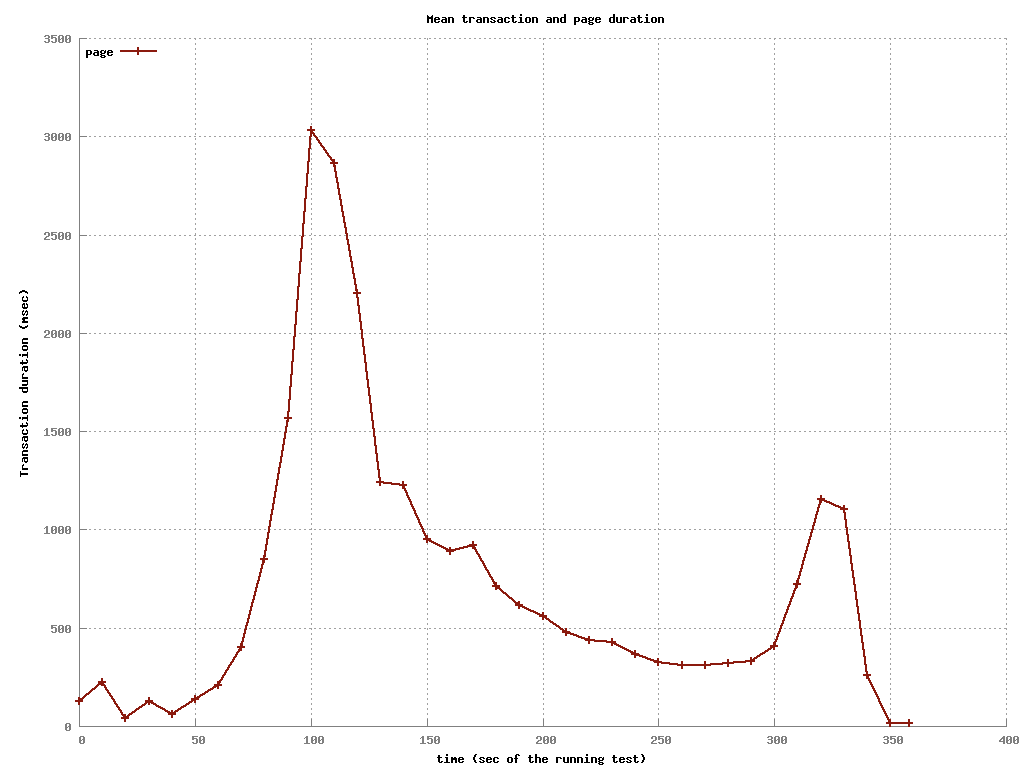 Mean transaction and page duration
page
3500
3000
2500
2000
1500
1000
500
0
Transaction duration (msec)
0 50 100 150 200 250 300 350 400
time (sec of the running test)